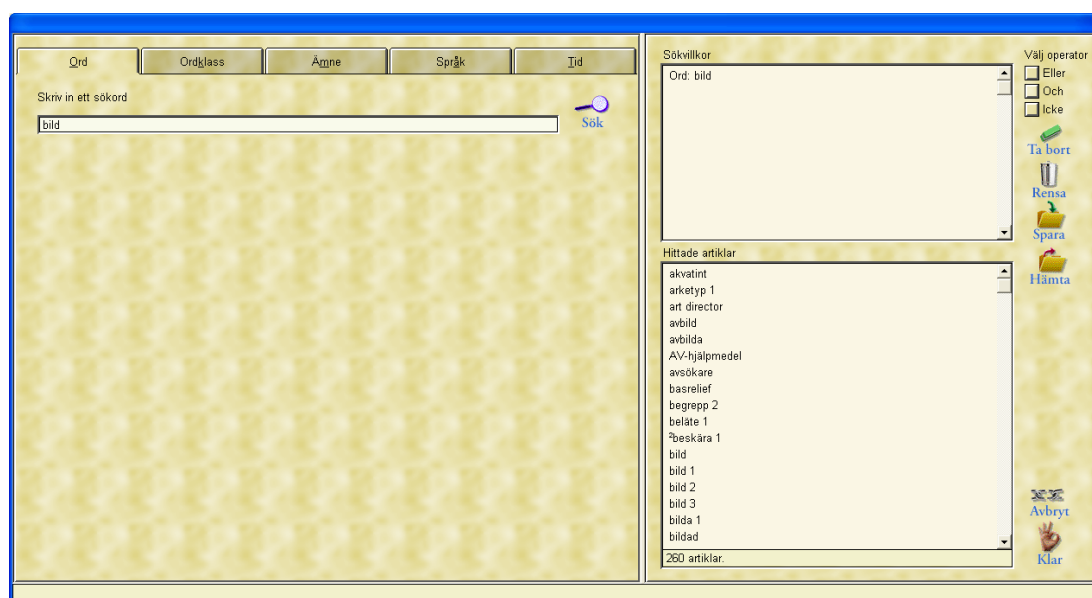 Ord
Ordklass
Ämne
Språk
Tid
Skriv in ett sökord
bild
Sök
Sökvillkor
Ord: bild
Välj operator
Eller
Och
Icke
Ta bort
Rensa
Spara
Hämta
Hittade artiklar
akvatint
arketyp 1
art director
avbild
avbilda
AV-hjälpmedel
avsökare
basrelief
begrepp 2
beläte 1
²beskära 1
bild
bild 1
bild 2
bild 3
bilda 1
bildad
260 artiklar.
Avbryt
Klar